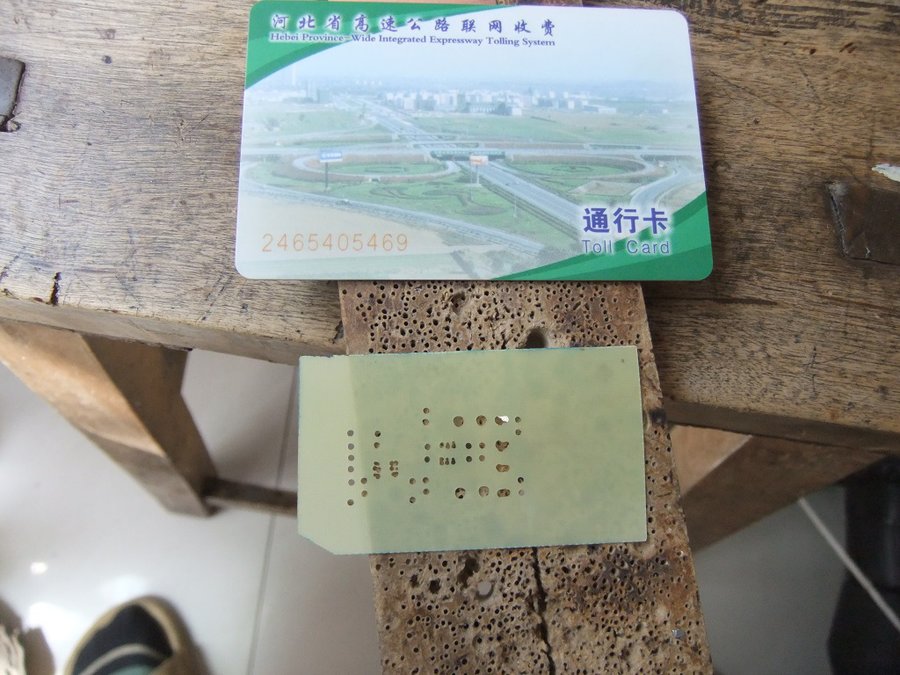 河北省高速公路联网收费
Hebei Province-Wide Integrated Expressway Tolling System
通行卡
2465405469
Toll Card